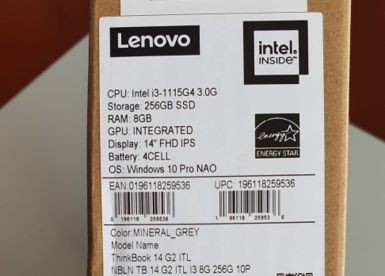 Lenovo
intel
INSIDE™
CPU: Intel i3-1115G4 3.0G
Storage: 256GB SSD
RAM: 8GB
GPU: INTEGRATED
Display: 14" FHD IPS
Battery: 4CELL
OS: Windows 10 Pro NAO
energy
ENERGY STAR
EAN:0196118259536
UPC: 196118259536
0 196118 259536
1 96118 25953 6
Color:MINERAL_GREY
Model Name:
ThinkBook 14 G2 ITL
NBLN TB 14 G2 ITL I3 8G 256G 10P